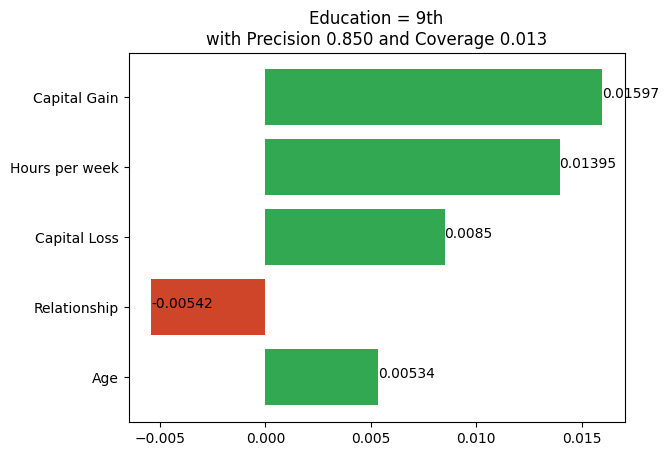 Education = 9th
with Precision 0.850 and Coverage 0.013
Capital Gain
0.01597
Hours per week
0.01395
Capital Loss
0.0085
Relationship
-0.00542
Age
0.00534
−0.005
0.000
0.005
0.010
0.015